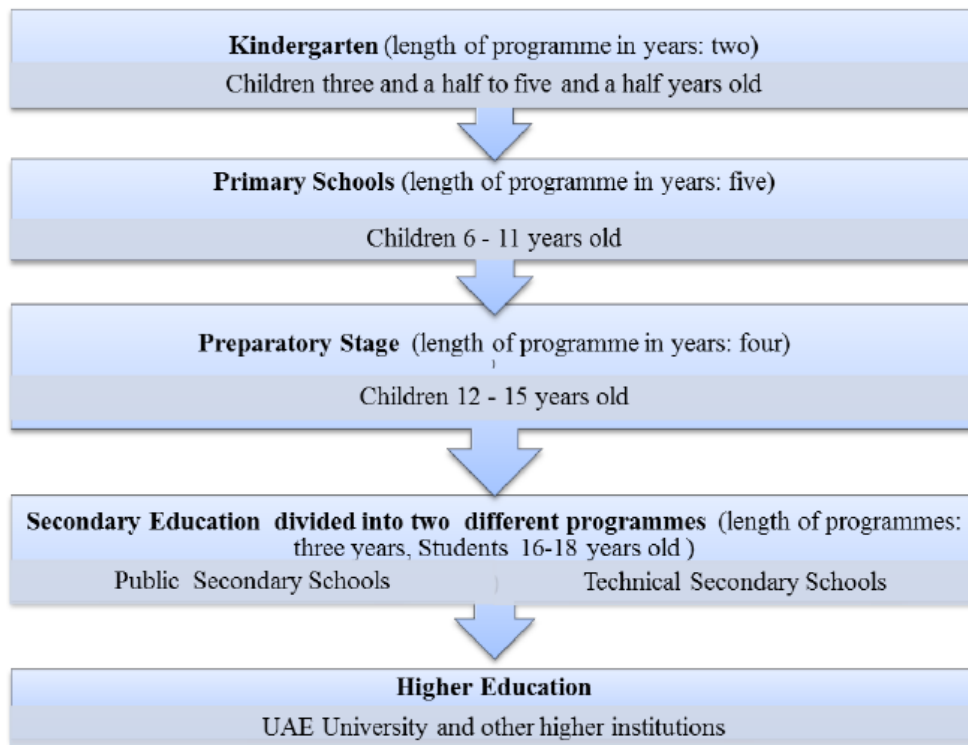 Kindergarten (length of programme in years: two)
Children three and a half to five and a half years old
Primary Schools (length of programme in years: five)
Children 6 - 11 years old
Preparatory Stage (length of programme in years: four)
)
Children 12 - 15 years old
Secondary Education divided into two different programmes (length of programmes:
three years, Students 16-18 years old )
Public Secondary Schools ) Technical Secondary Schools
Higher Education
UAE University and other higher institutions